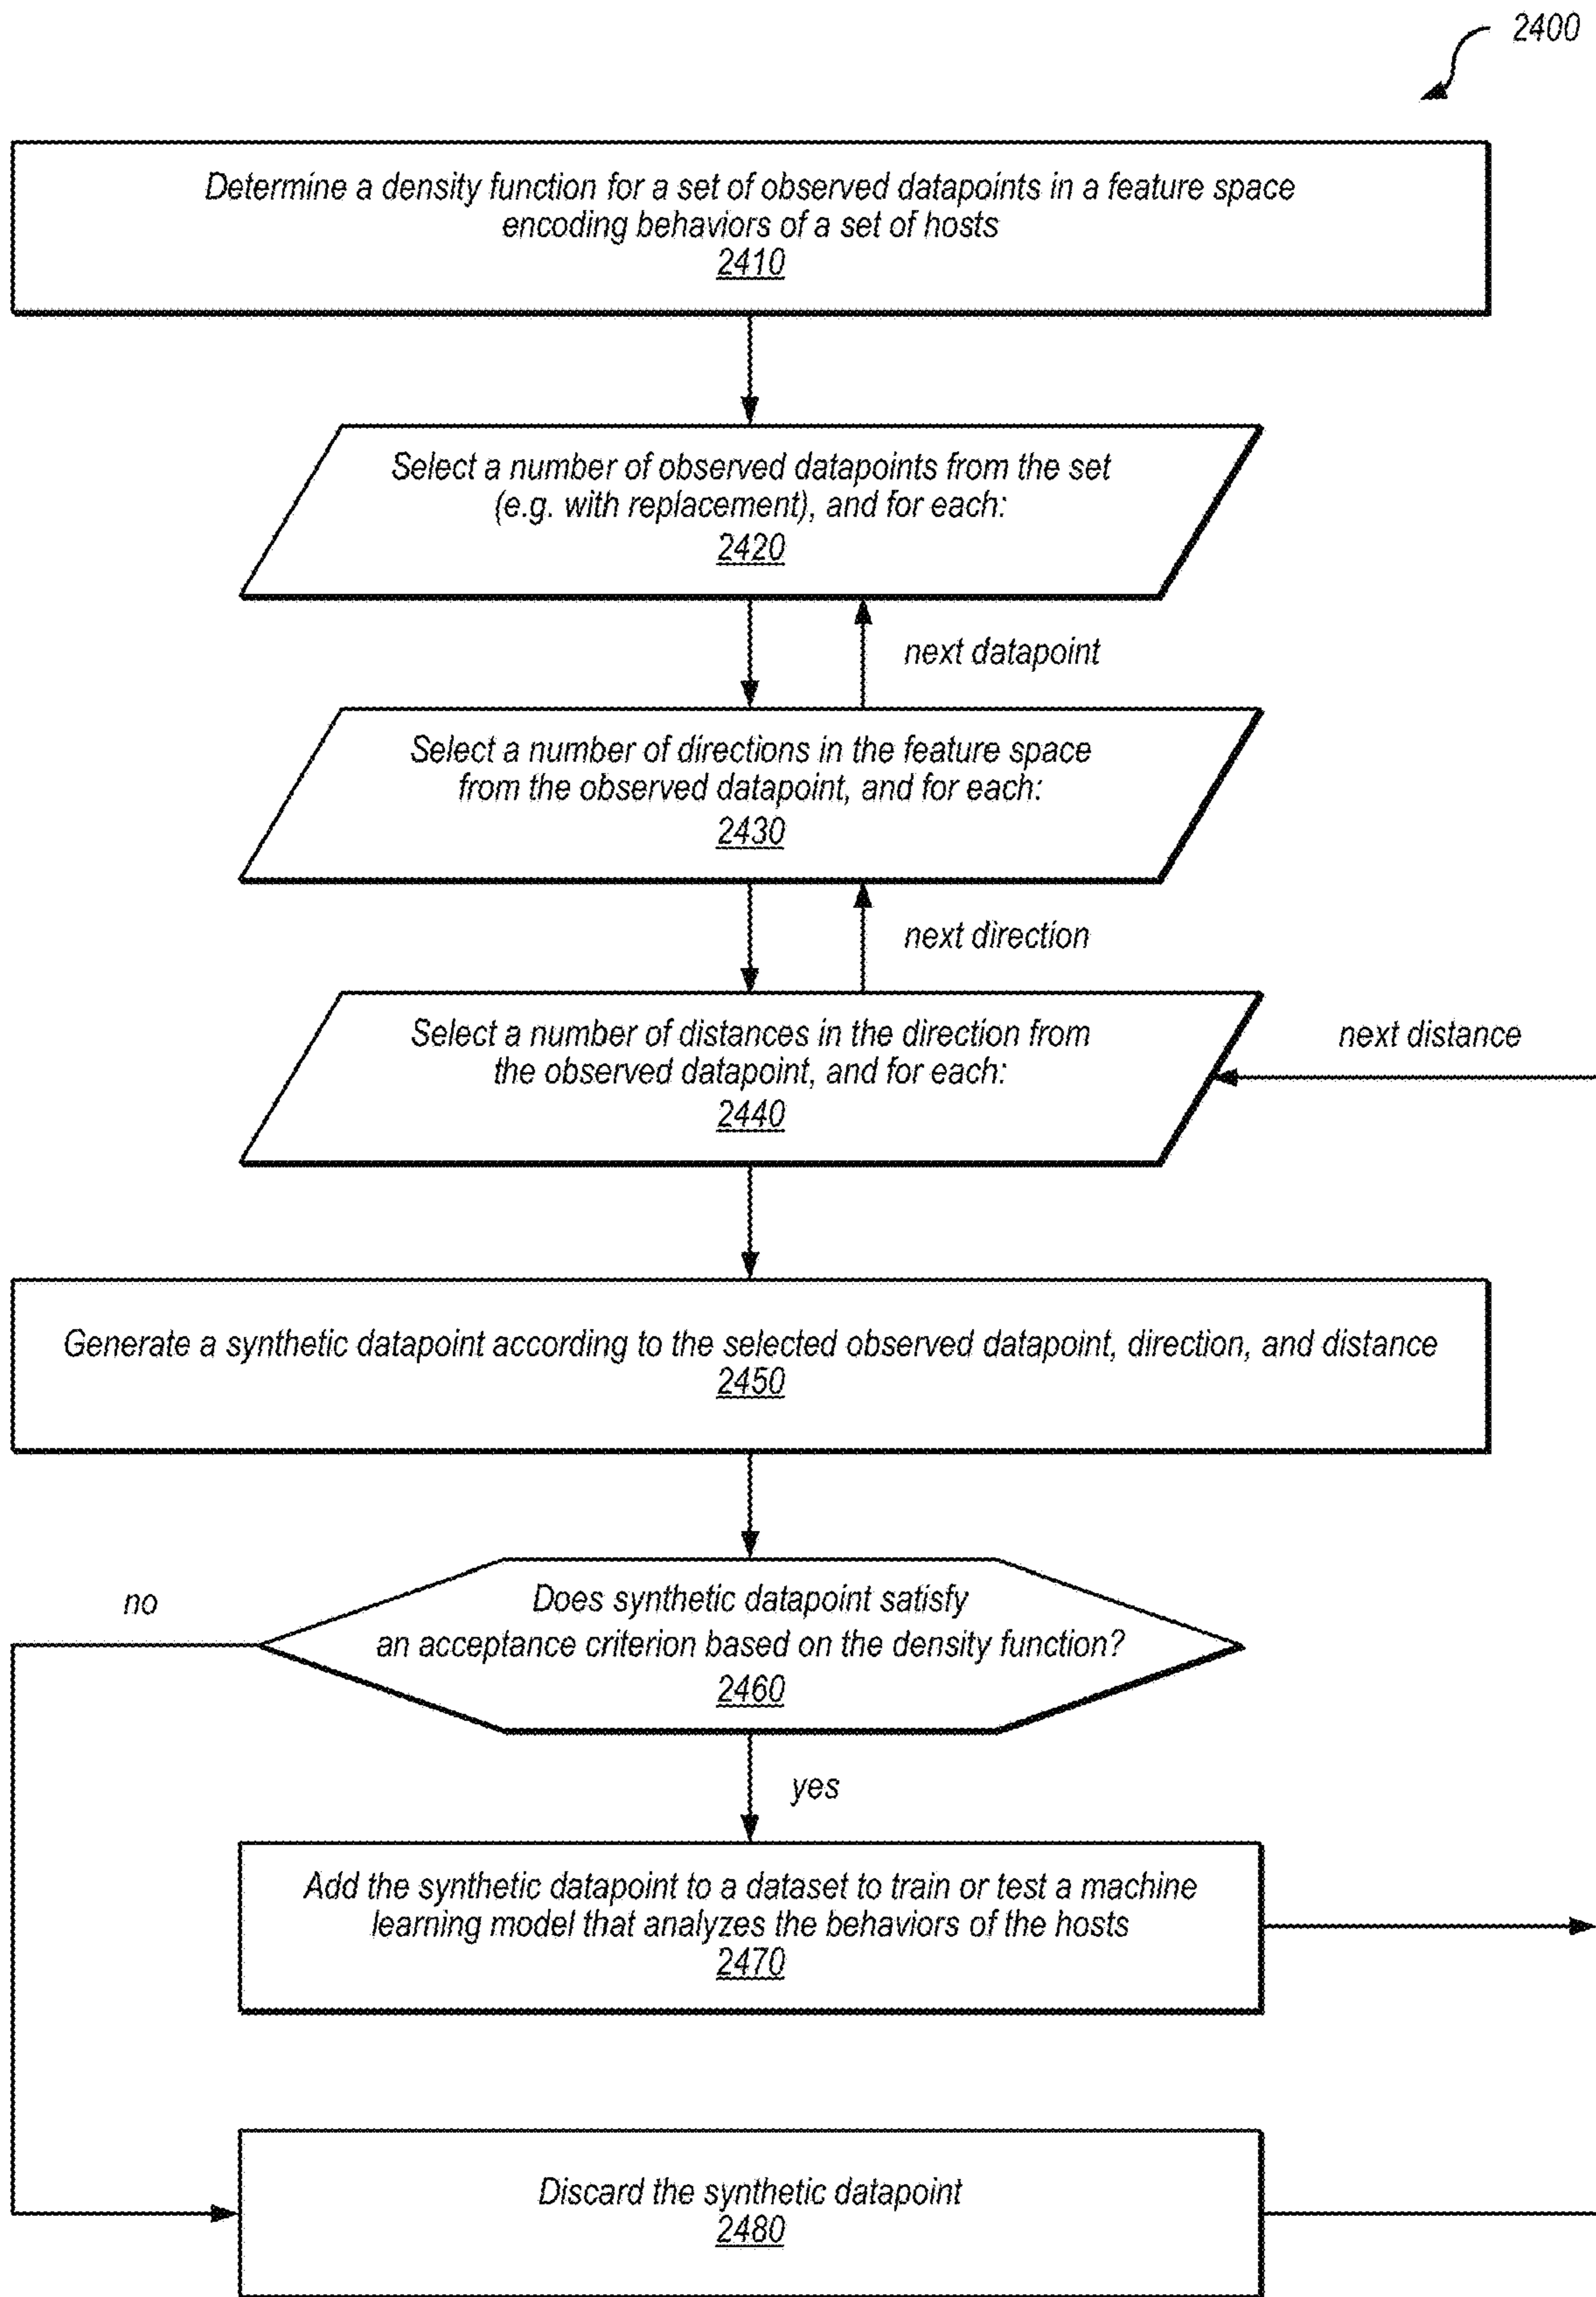 2400
Determine a density function for a set of observed datapoints in a feature space
encoding behaviors of a set of hosts
2410
Select a number of observed datapoints from the set
(e.g. with replacement), and for each:
2420
next datapoint
Select a number of directions in the feature space
from the observed datapoint, and for each:
2430
next direction
Select a number of distances in the direction from
the observed datapoint, and for each:
2440
next distance
Generate a synthetic datapoint according to the selected observed datapoint, direction, and distance
2450
no
Does synthetic datapoint satisfy
an acceptance criterion based on the density function?
2460
yes
Add the synthetic datapoint to a dataset to train or test a machine
learning model that analyzes the behaviors of the hosts
2470
Discard the synthetic datapoint
2480